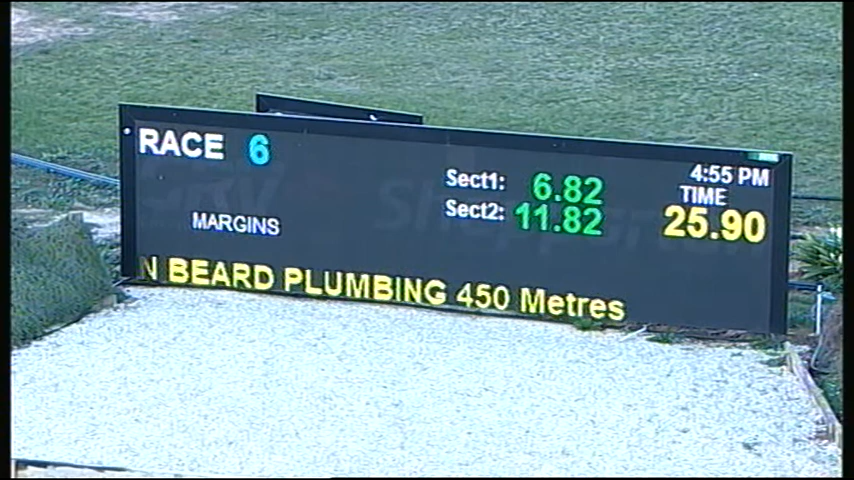 RACE 6
4:55 PM
Sect1: 6.82
TIME
Sect2: 11.82
25.90
MARGINS
N BEARD PLUMBING 450 Metres